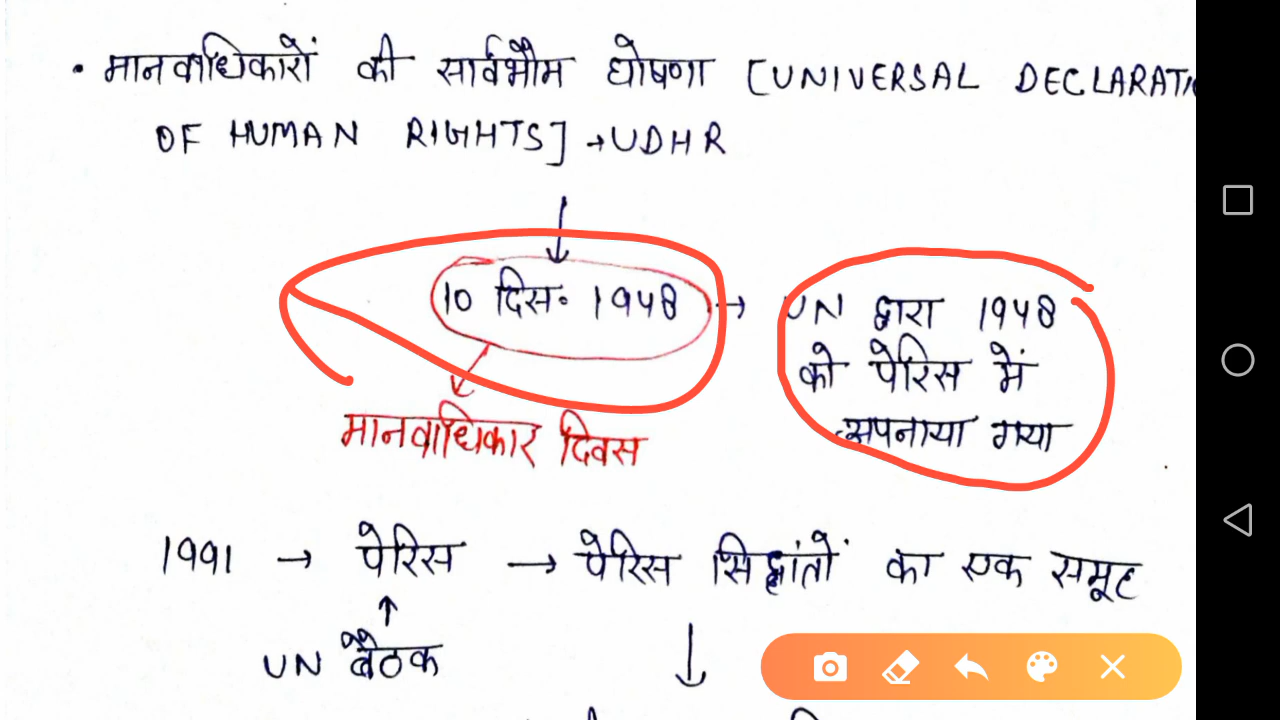 • मानवाधिकारों की सार्वभौम घोषणा [UNIVERSAL DECLARATI
OF HUMAN RIGHTS] → UDHR
↓
10 दिस॰ 1948 → UN द्वारा 1948
को पेरिस में
अपनाया गया
मानवाधिकार दिवस
1991 → पेरिस → पेरिस सिद्धांतों का एक समूह
↑
UN बैठक ↓